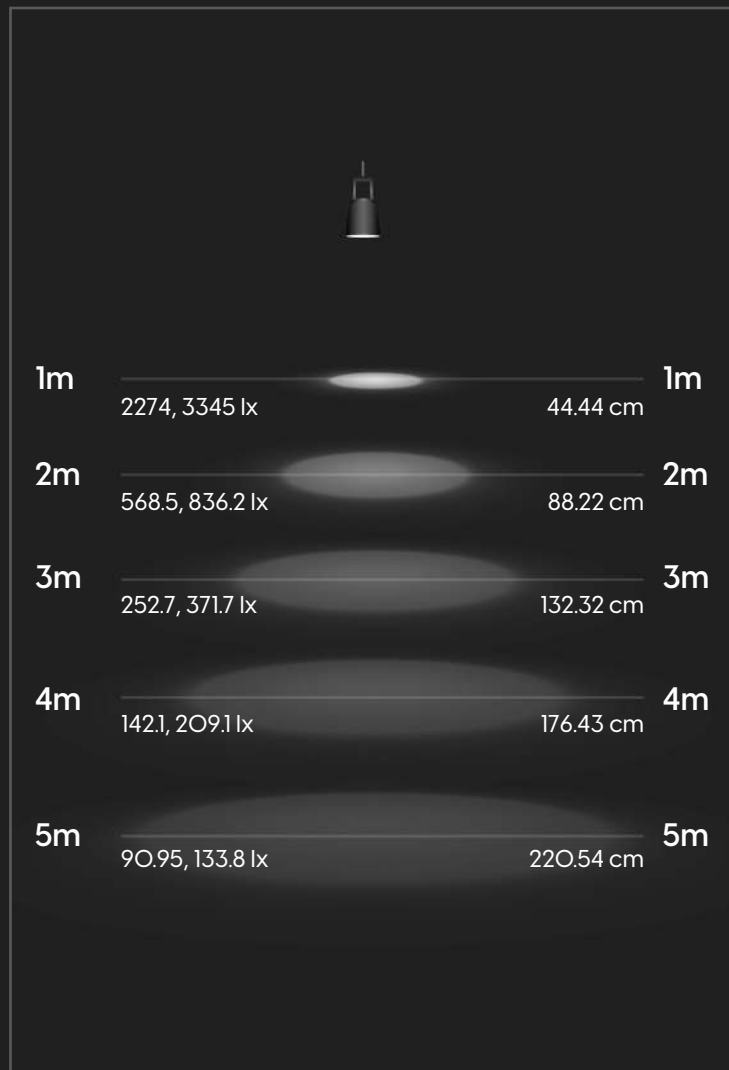 1m 1m
2274, 3345 lx 44.44 cm
2m 2m
568.5, 836.2 lx 88.22 cm
3m 3m
252.7, 371.7 lx 132.32 cm
4m 4m
142.1, 209.1 lx 176.43 cm
5m 5m
90.95, 133.8 lx 220.54 cm